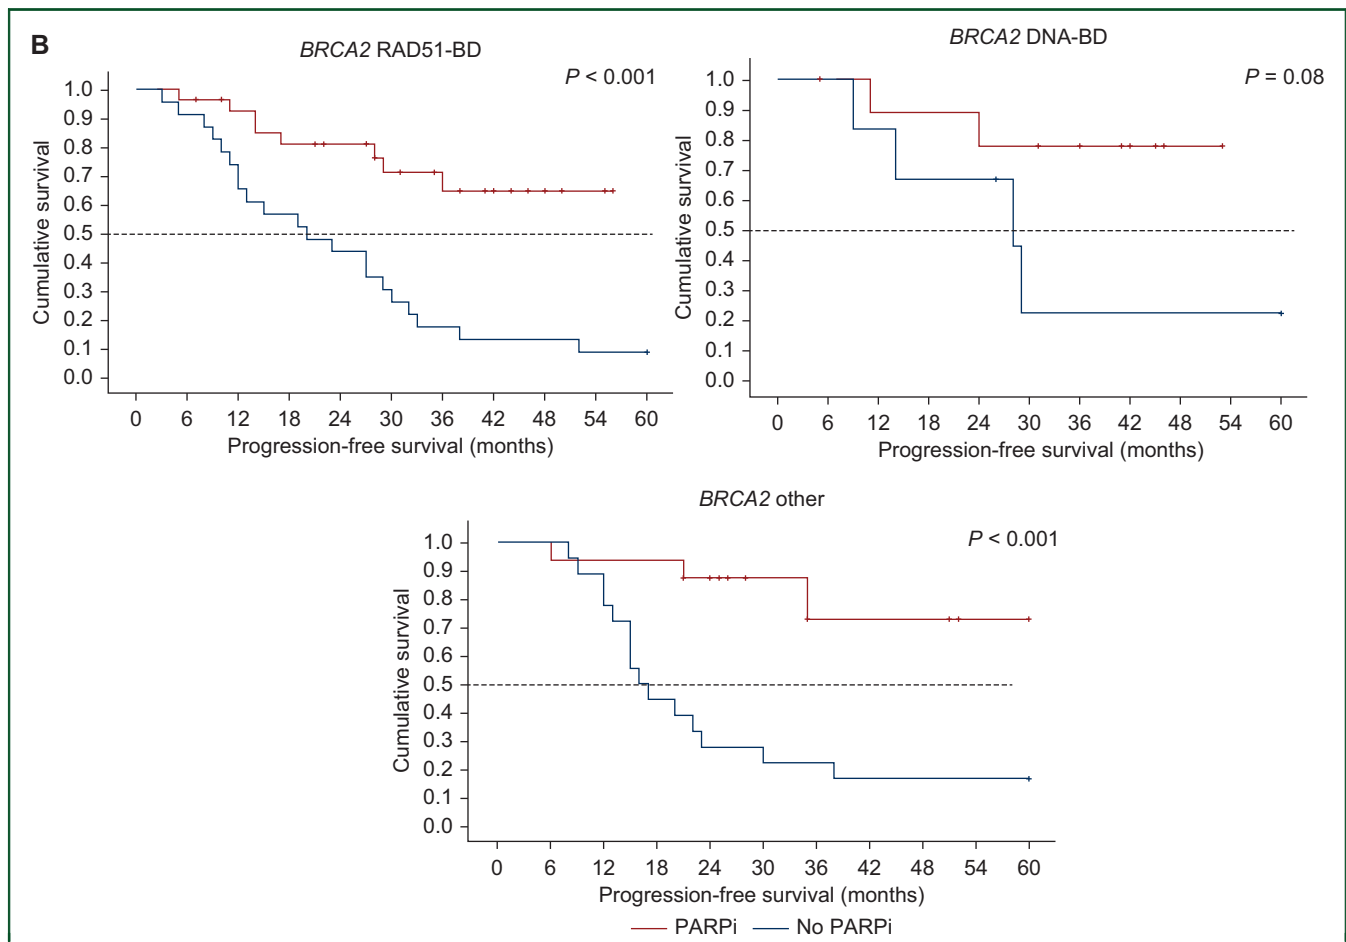 B
BRCA2 RAD51-BD
P < 0.001
Cumulative survival
1.0
0.9
0.8
0.7
0.6
0.5
0.4
0.3
0.2
0.1
0.0
0 6 12 18 24 30 36 42 48 54 60
Progression-free survival (months)
BRCA2 DNA-BD
P = 0.08
Cumulative survival
1.0
0.9
0.8
0.7
0.6
0.5
0.4
0.3
0.2
0.1
0.0
0 6 12 18 24 30 36 42 48 54 60
Progression-free survival (months)
BRCA2 other
P < 0.001
Cumulative survival
1.0
0.9
0.8
0.7
0.6
0.5
0.4
0.3
0.2
0.1
0.0
0 6 12 18 24 30 36 42 48 54 60
Progression-free survival (months)
PARPi No PARPi